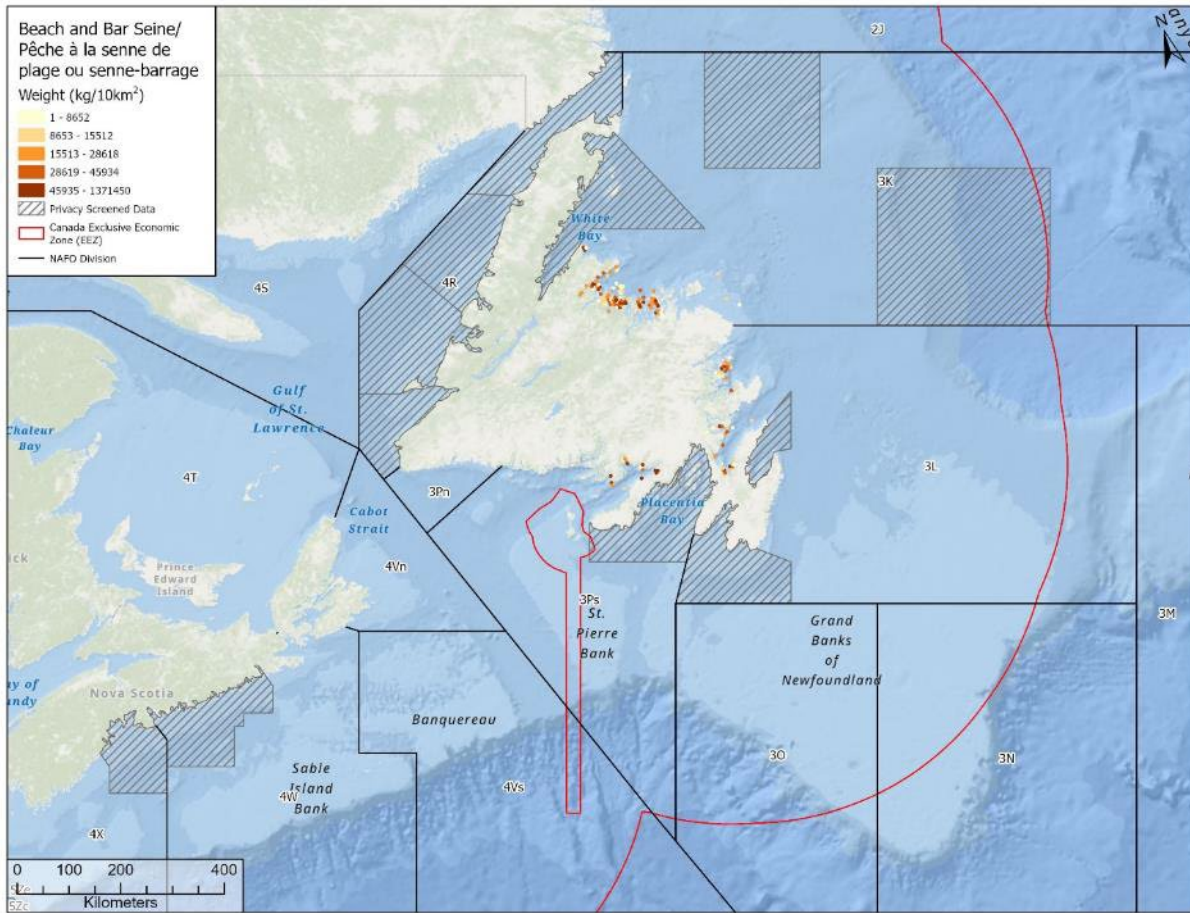 Beach and Bar Seine/
Pêche à la senne de
plage ou senne-barrage
Weight (kg/10km²)
1 - 8652
8653 - 15512
15513 - 28618
28619 - 45934
45935 - 1371450
Privacy Screened Data
Canada Exclusive Economic
Zone (EEZ)
NAFO Division
2J
N
3K
White
Bay
4S
4R
Gulf
of St.
Lawrence
Chaleur
Bay
4T
3L
3Pn
Placentia
Bay
Cabot
Strait
Prince
Edward
Island
4Vn
3Ps
St.
Pierre
Bank
3M
Grand
Banks
of
Newfoundland
Nova Scotia
Banquereau
3O
3N
Sable
Island
Bank
4W
4Vs
4X
0 100 200 400
Kilometers
5Ze
5Zc